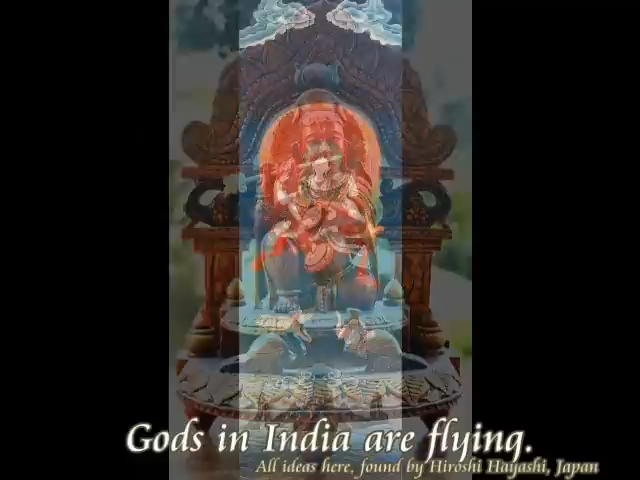 Gods in India are flying.
All ideas here, found by Hiroshi Hayashi, Japan